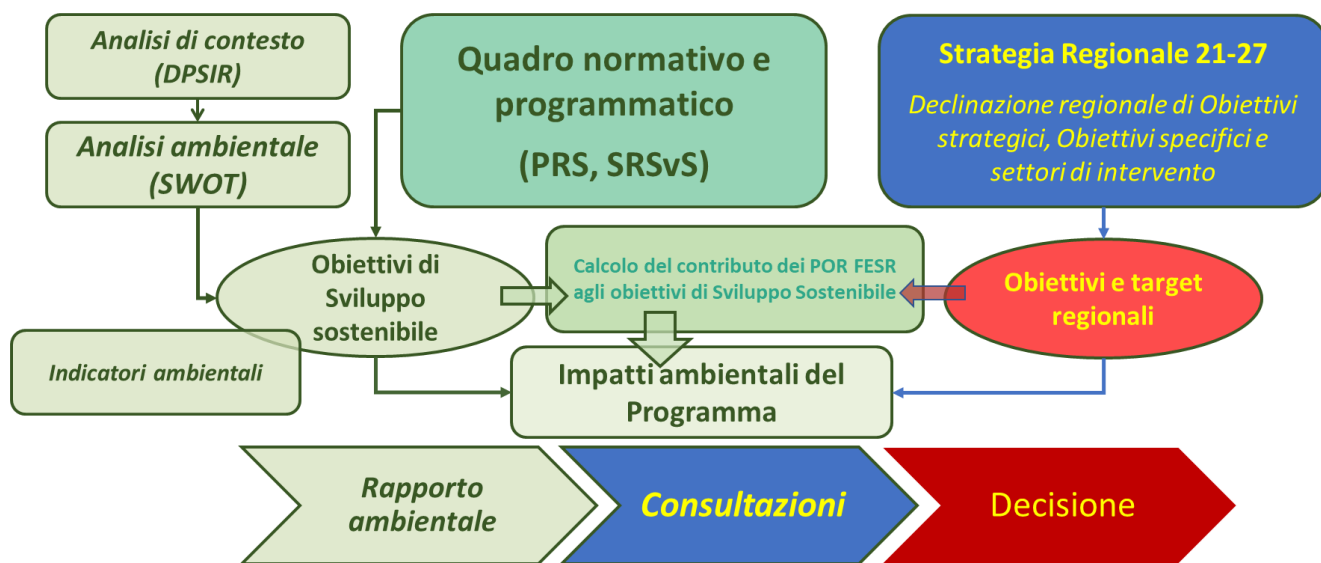 Analisi di contesto
(DPSIR)
Analisi ambientale
(SWOT)
Quadro normativo e
programmatico
(PRS, SRSvS)
Strategia Regionale 21-27
Declinazione regionale di Obiettivi
strategici, Obiettivi specifici e
settori di intervento
Obiettivi di
Sviluppo
sostenibile
Calcolo del contributo dei POR FESR
agli obiettivi di Sviluppo Sostenibile
Obiettivi e target
regionali
Indicatori ambientali
Impatti ambientali del
Programma
Rapporto
ambientale
Consultazioni
Decisione